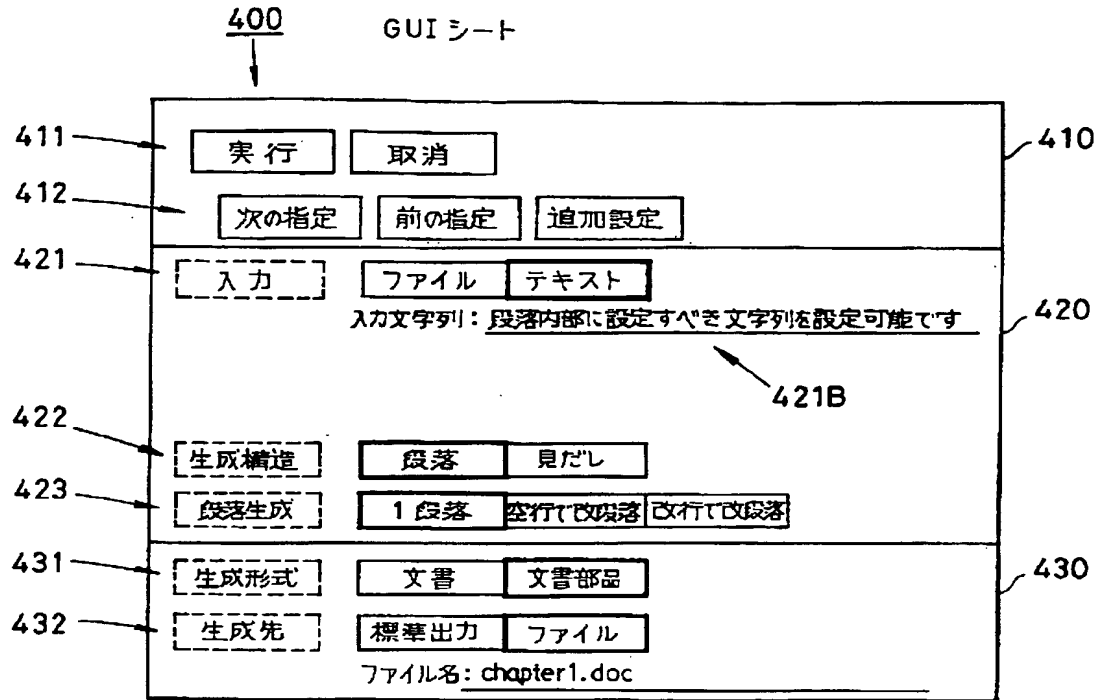 400 GUI シート
411 実行 取消 410
412 次の指定 前の指定 追加設定
421 入力 ファイル テキスト
入力文字列: 段落内部に設定すべき文字列を設定可能です 420
421B
422 生成構造 段落 見だし
423 段落生成 1段落 空行で改段落 改行で改段落
431 生成形式 文書 文書部品 430
432 生成先 標準出力 ファイル
ファイル名: chapter1.doc